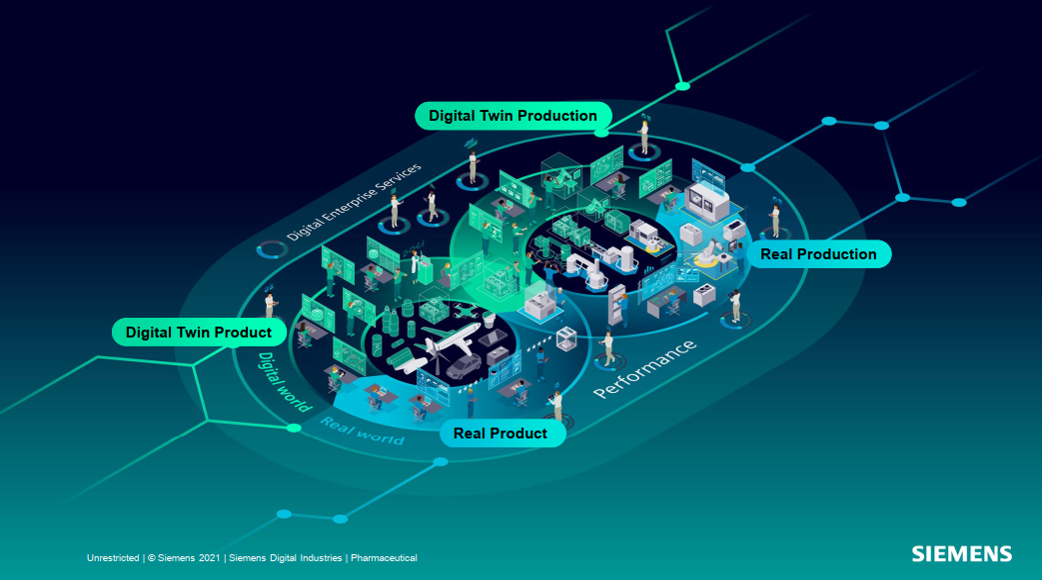 Digital Twin Production
Digital Enterprise Services
Real Production
Digital Twin Product
Digital world
Performance
Real world
Real Product
Unrestricted | © Siemens 2021 | Siemens Digital Industries | Pharmaceutical
SIEMENS